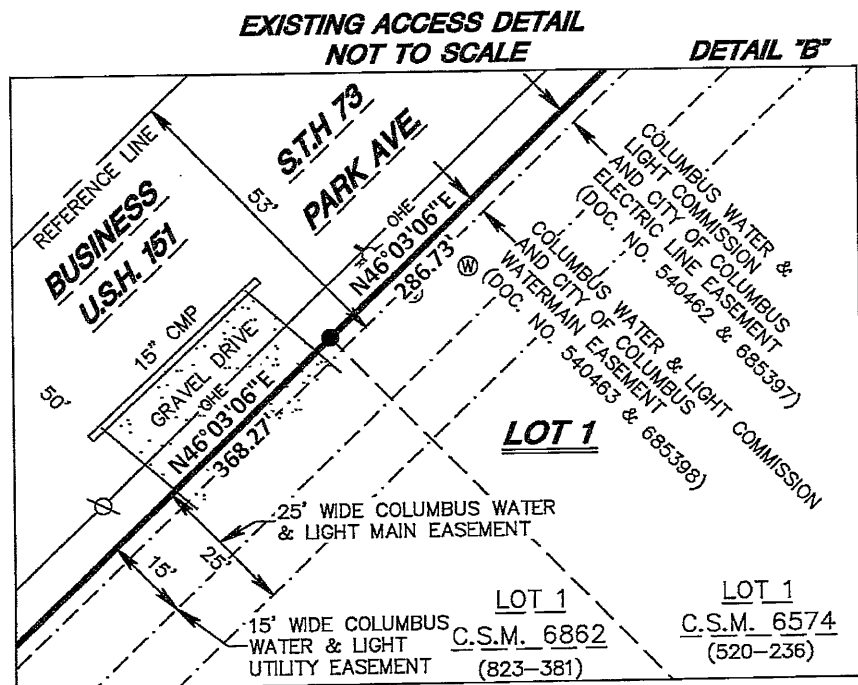 EXISTING ACCESS DETAIL
NOT TO SCALE
DETAIL "B"
REFERENCE LINE
BUSINESS
U.S.H. 151
S.T.H 73
PARK AVE.
53'
50'
15" CMP
GRAVEL DRIVE
OHE
N46°03'06"E
286.73'
OHE
N46°03'06"E
368.27'
W
COLUMBUS WATER &
LIGHT COMMISSION
AND CITY OF COLUMBUS
ELECTRIC LINE EASEMENT
(DOC. NO. 540462 & 685397)
COLUMBUS WATER & LIGHT COMMISSION
AND CITY OF COLUMBUS
WATERMAIN EASEMENT
(DOC. NO. 540463 & 685398)
LOT 1
25' WIDE COLUMBUS WATER
& LIGHT MAIN EASEMENT
15'
25'
15' WIDE COLUMBUS
WATER & LIGHT
UTILITY EASEMENT
LOT 1
C.S.M. 6862
(823-381)
LOT 1
C.S.M. 6574
(520-236)